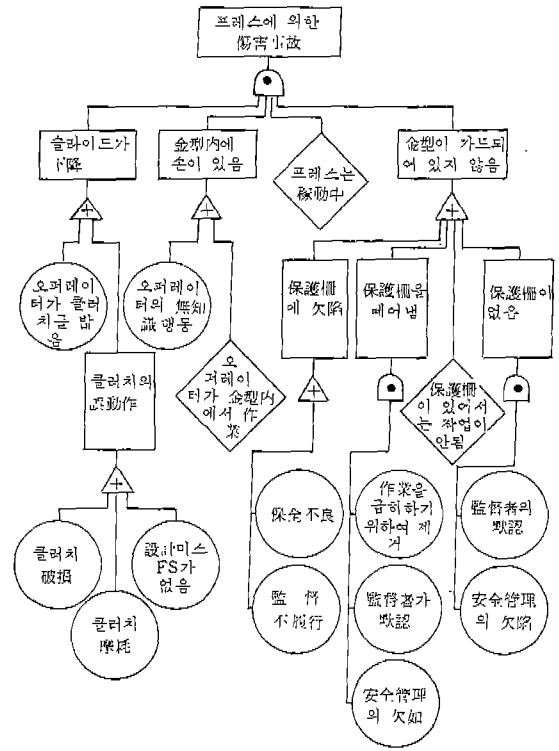 프레스에 의한
傷害事故
슬라이드가
下降
金型內에
손이 있음
프레스는
稼動中
金型이 가드되
어 있지 않음
오퍼레이
터가 클러
치를 밟
음
오퍼레이
터의 無知
識行動
클러치의
誤動作
오
퍼레이
터가 金型內
에서 作
業
保護柵
에 欠陷
保護柵을
떼어냄
保護柵
이 있어서
는 작업이
안됨
保護柵이
없음
클러치
破損
클러치
摩耗
設計미스
FS가
없음
保全不良
監督
不履行
作業을
급히하기
위하여 제
거
監督者가
默認
安全管理
의 欠如
監督者의
默認
安全管理
의 欠陷